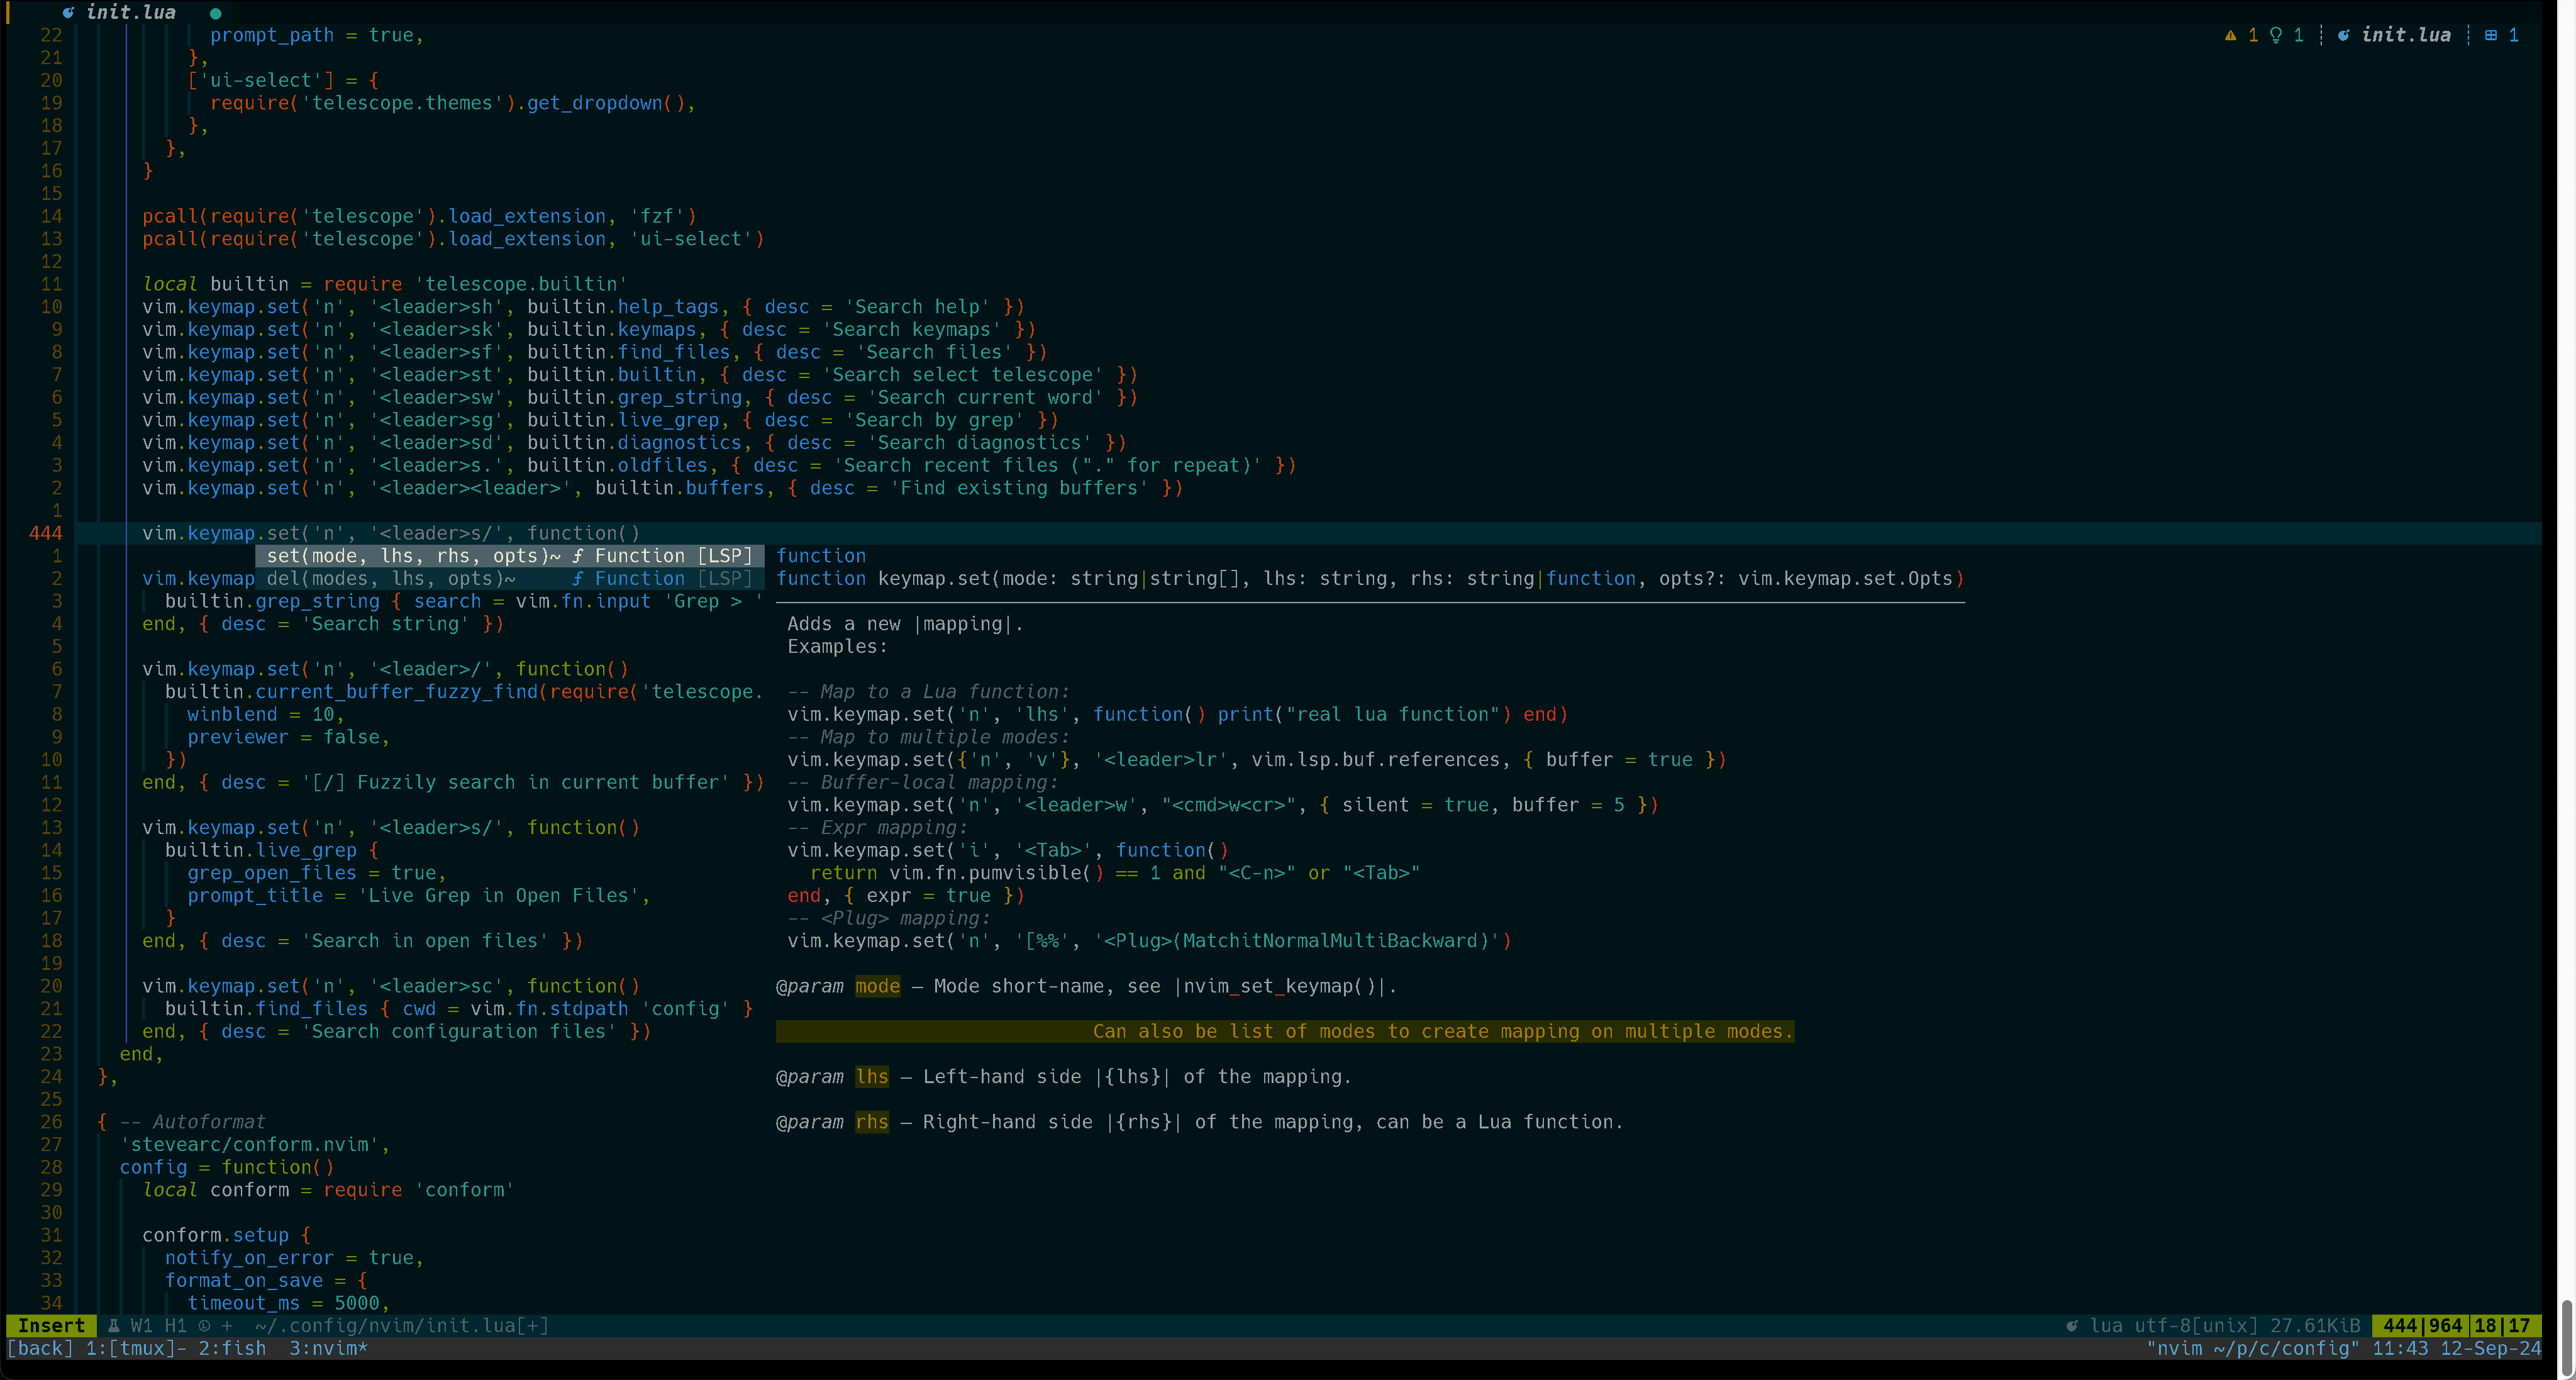 init.lua ●
22 prompt_path = true, 1 1 init.lua 1
21 },
20 ['ui-select'] = {
19 require('telescope.themes').get_dropdown(),
18 },
17 },
16 }
15
14 pcall(require('telescope').load_extension, 'fzf')
13 pcall(require('telescope').load_extension, 'ui-select')
12
11 local builtin = require 'telescope.builtin'
10 vim.keymap.set('n', '<leader>sh', builtin.help_tags, { desc = 'Search help' })
9 vim.keymap.set('n', '<leader>sk', builtin.keymaps, { desc = 'Search keymaps' })
8 vim.keymap.set('n', '<leader>sf', builtin.find_files, { desc = 'Search files' })
7 vim.keymap.set('n', '<leader>st', builtin.builtin, { desc = 'Search select telescope' })
6 vim.keymap.set('n', '<leader>sw', builtin.grep_string, { desc = 'Search current word' })
5 vim.keymap.set('n', '<leader>sg', builtin.live_grep, { desc = 'Search by grep' })
4 vim.keymap.set('n', '<leader>sd', builtin.diagnostics, { desc = 'Search diagnostics' })
3 vim.keymap.set('n', '<leader>s.', builtin.oldfiles, { desc = 'Search recent files ("." for repeat)' })
2 vim.keymap.set('n', '<leader><leader>', builtin.buffers, { desc = 'Find existing buffers' })
1
444 vim.keymap.set('n', '<leader>s/', function()
1 set(mode, lhs, rhs, opts)~ ƒ Function [LSP] function
2 vim.keymap del(modes, lhs, opts)~ ƒ Function [LSP] function keymap.set(mode: string|string[], lhs: string, rhs: string|function, opts?: vim.keymap.set.Opts)
3 builtin.grep_string { search = vim.fn.input 'Grep > '
4 end, { desc = 'Search string' }) Adds a new |mapping|.
5 Examples:
6 vim.keymap.set('n', '<leader>/', function()
7 builtin.current_buffer_fuzzy_find(require('telescope. -- Map to a Lua function:
8 winblend = 10, vim.keymap.set('n', 'lhs', function() print("real lua function") end)
9 previewer = false, -- Map to multiple modes:
10 }) vim.keymap.set({'n', 'v'}, '<leader>lr', vim.lsp.buf.references, { buffer = true })
11 end, { desc = '[/] Fuzzily search in current buffer' }) -- Buffer-local mapping:
12 vim.keymap.set('n', '<leader>w', "<cmd>w<cr>", { silent = true, buffer = 5 })
13 vim.keymap.set('n', '<leader>s/', function() -- Expr mapping:
14 builtin.live_grep { vim.keymap.set('i', '<Tab>', function()
15 grep_open_files = true, return vim.fn.pumvisible() == 1 and "<C-n>" or "<Tab>"
16 prompt_title = 'Live Grep in Open Files', end, { expr = true })
17 } -- <Plug> mapping:
18 end, { desc = 'Search in open files' }) vim.keymap.set('n', '[%%', '<Plug>(MatchitNormalMultiBackward)')
19
20 vim.keymap.set('n', '<leader>sc', function() @param mode — Mode short-name, see |nvim_set_keymap()|.
21 builtin.find_files { cwd = vim.fn.stdpath 'config' }
22 end, { desc = 'Search configuration files' }) Can also be list of modes to create mapping on multiple modes.
23 end,
24 }, @param lhs — Left-hand side |{lhs}| of the mapping.
25
26 { -- Autoformat @param rhs — Right-hand side |{rhs}| of the mapping, can be a Lua function.
27 'stevearc/conform.nvim',
28 config = function()
29 local conform = require 'conform'
30
31 conform.setup {
32 notify_on_error = true,
33 format_on_save = {
34 timeout_ms = 5000,
Insert W1 H1 + ~/.config/nvim/init.lua[+] lua utf-8[unix] 27.61KiB 444|964 18|17
[back] 1:[tmux]- 2:fish 3:nvim* "nvim ~/p/c/config" 11:43 12-Sep-24